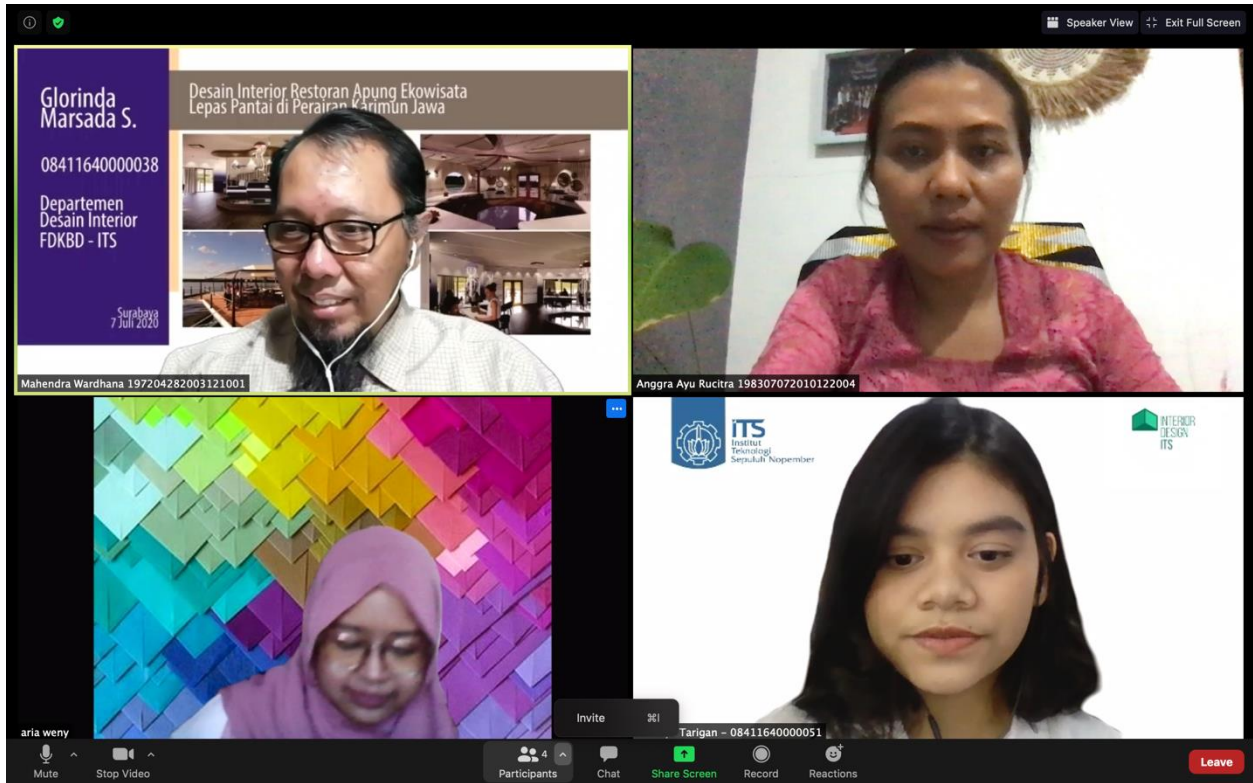 Speaker View
Exit Full Screen
Glorinda
Marsada S.
08411640000038
Departemen
Desain Interior
FDKBD - ITS
Surabaya
7 Juli 2020
Desain Interior Restoran Apung Ekowisata
Lepas Pantai di Perairan Karimun Jawa
Mahendra Wardhana 197204282003121001
Anggra Ayu Rucitra 198307072010122004
aria weny
iTS
Institut
Teknologi
Sepuluh Nopember
INTERIOR
DESIGN
ITS
Tarigan - 08411640000051
Invite ⌘I
Mute
Stop Video
4
Participants
Chat
Share Screen
Record
Reactions
Leave